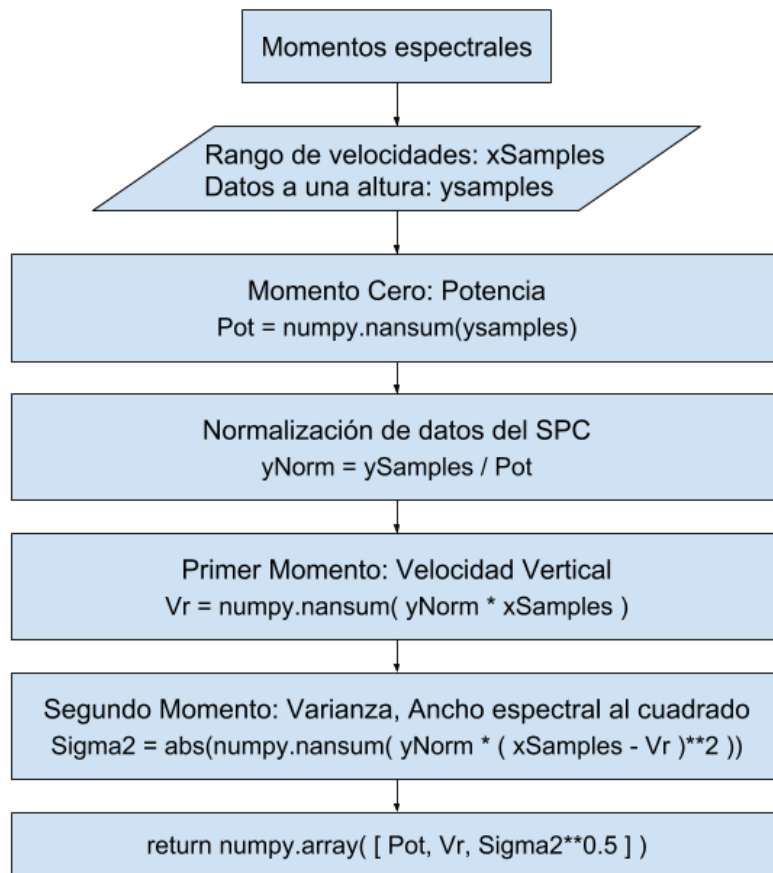 Momentos espectrales
Rango de velocidades: xSamples
Datos a una altura: ysamples
Momento Cero: Potencia
Pot = numpy.nansum(ysamples)
Normalización de datos del SPC
yNorm = ySamples / Pot
Primer Momento: Velocidad Vertical
Vr = numpy.nansum( yNorm * xSamples )
Segundo Momento: Varianza, Ancho espectral al cuadrado
Sigma2 = abs(numpy.nansum( yNorm * ( xSamples - Vr )**2 ))
return numpy.array( [ Pot, Vr, Sigma2**0.5 ] )